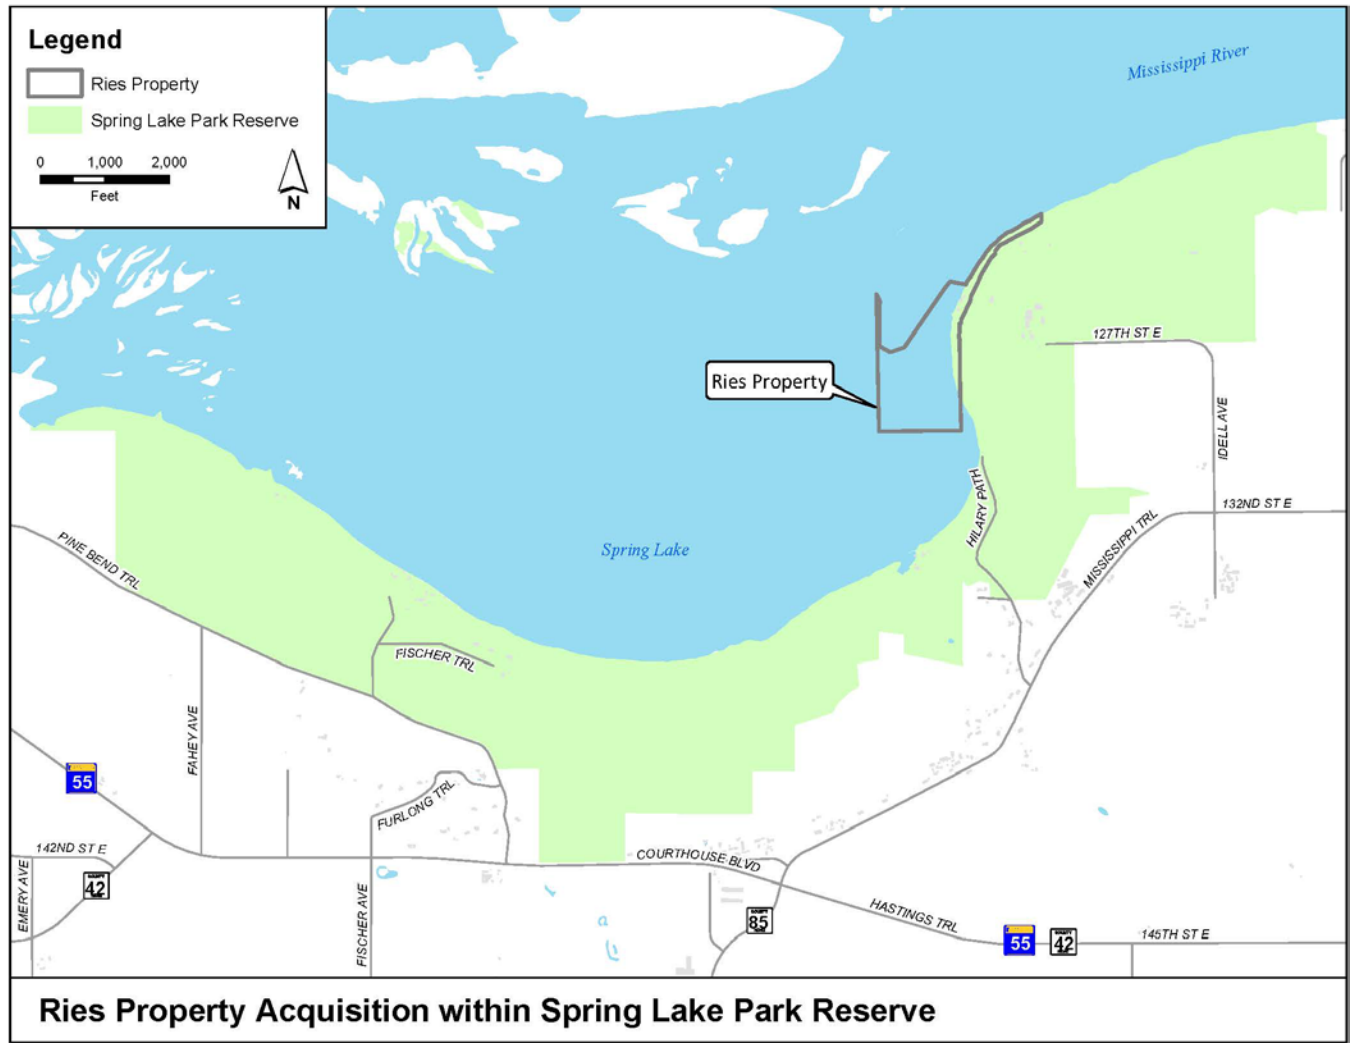 Legend
Ries Property
Spring Lake Park Reserve
0 1,000 2,000
Feet
N
Mississippi River
Ries Property
127TH ST E
IDELL AVE
132ND ST E
HILARY PATH
MISSISSIPPI TRL
Spring Lake
PINE BEND TRL
FISCHER TRL
FAHEY AVE
55
FURLONG TRL
142ND ST E
42
EMERY AVE
FISCHER AVE
COURTHOUSE BLVD
85
HASTINGS TRL
55
42
145TH ST E
Ries Property Acquisition within Spring Lake Park Reserve